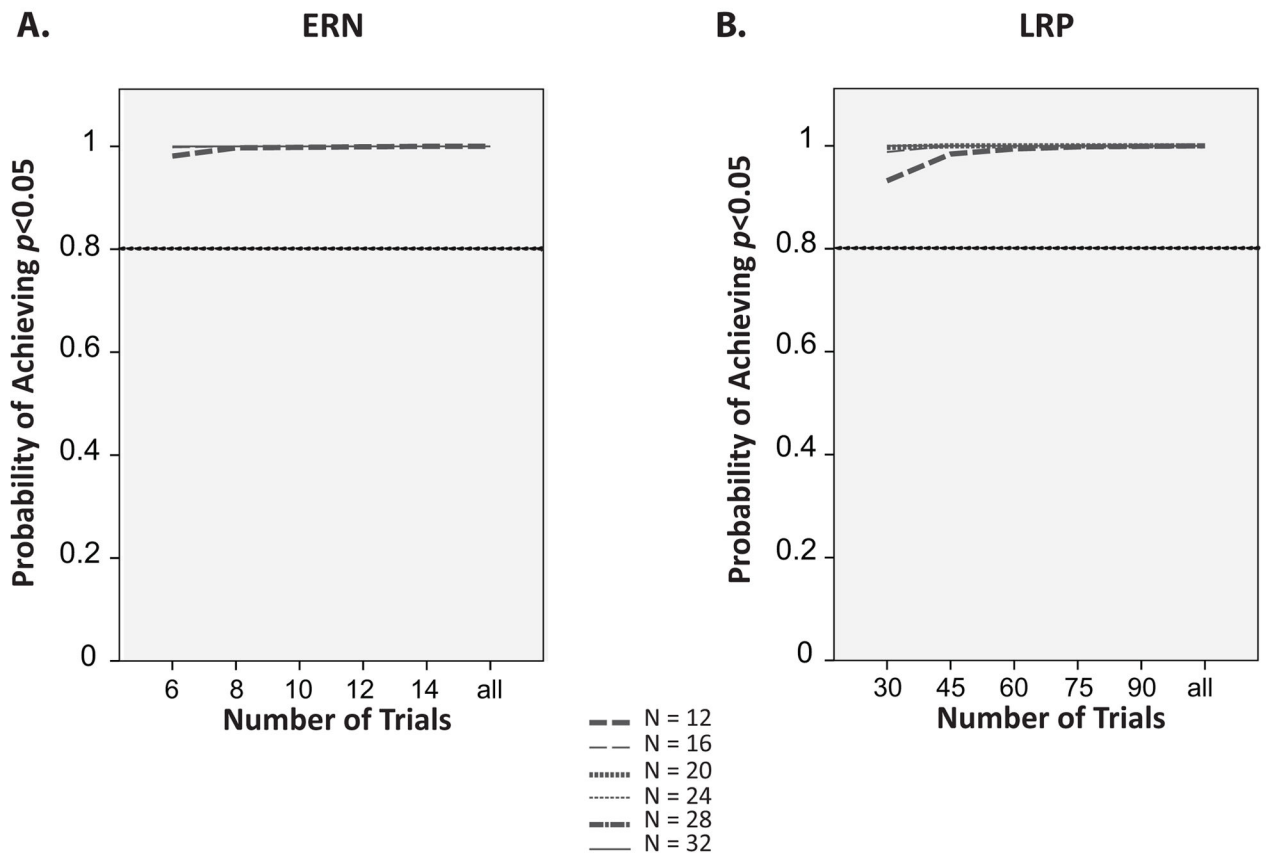 A.
ERN
Probability of Achieving p<0.05
1
0.8
0.6
0.4
0.2
0
6 8 10 12 14 all
Number of Trials
B.
LRP
Probability of Achieving p<0.05
1
0.8
0.6
0.4
0.2
0
30 45 60 75 90 all
Number of Trials
N = 12
N = 16
N = 20
N = 24
N = 28
N = 32